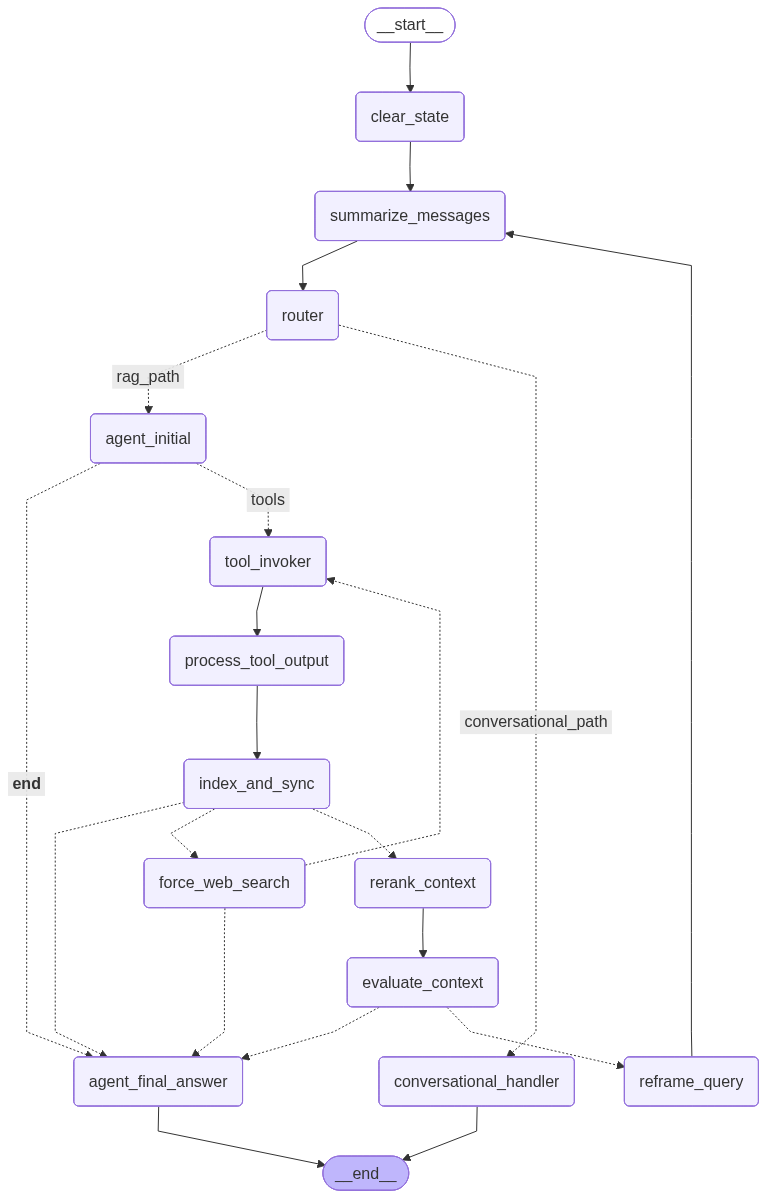 __start__
clear_state
summarize_messages
router
rag_path
agent_initial
tools
tool_invoker
process_tool_output
conversational_path
index_and_sync
end
force_web_search
rerank_context
evaluate_context
agent_final_answer
conversational_handler
reframe_query
__end__